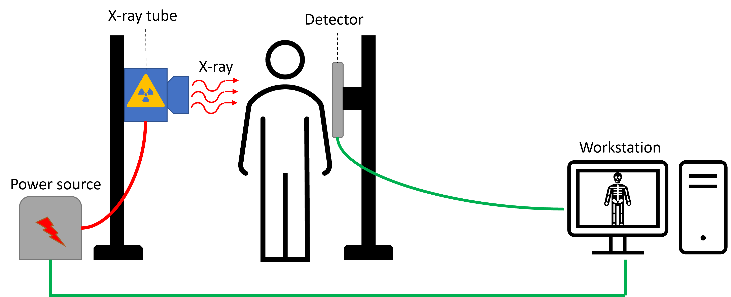 X-ray tube
Detector
X-ray
Workstation
Power source